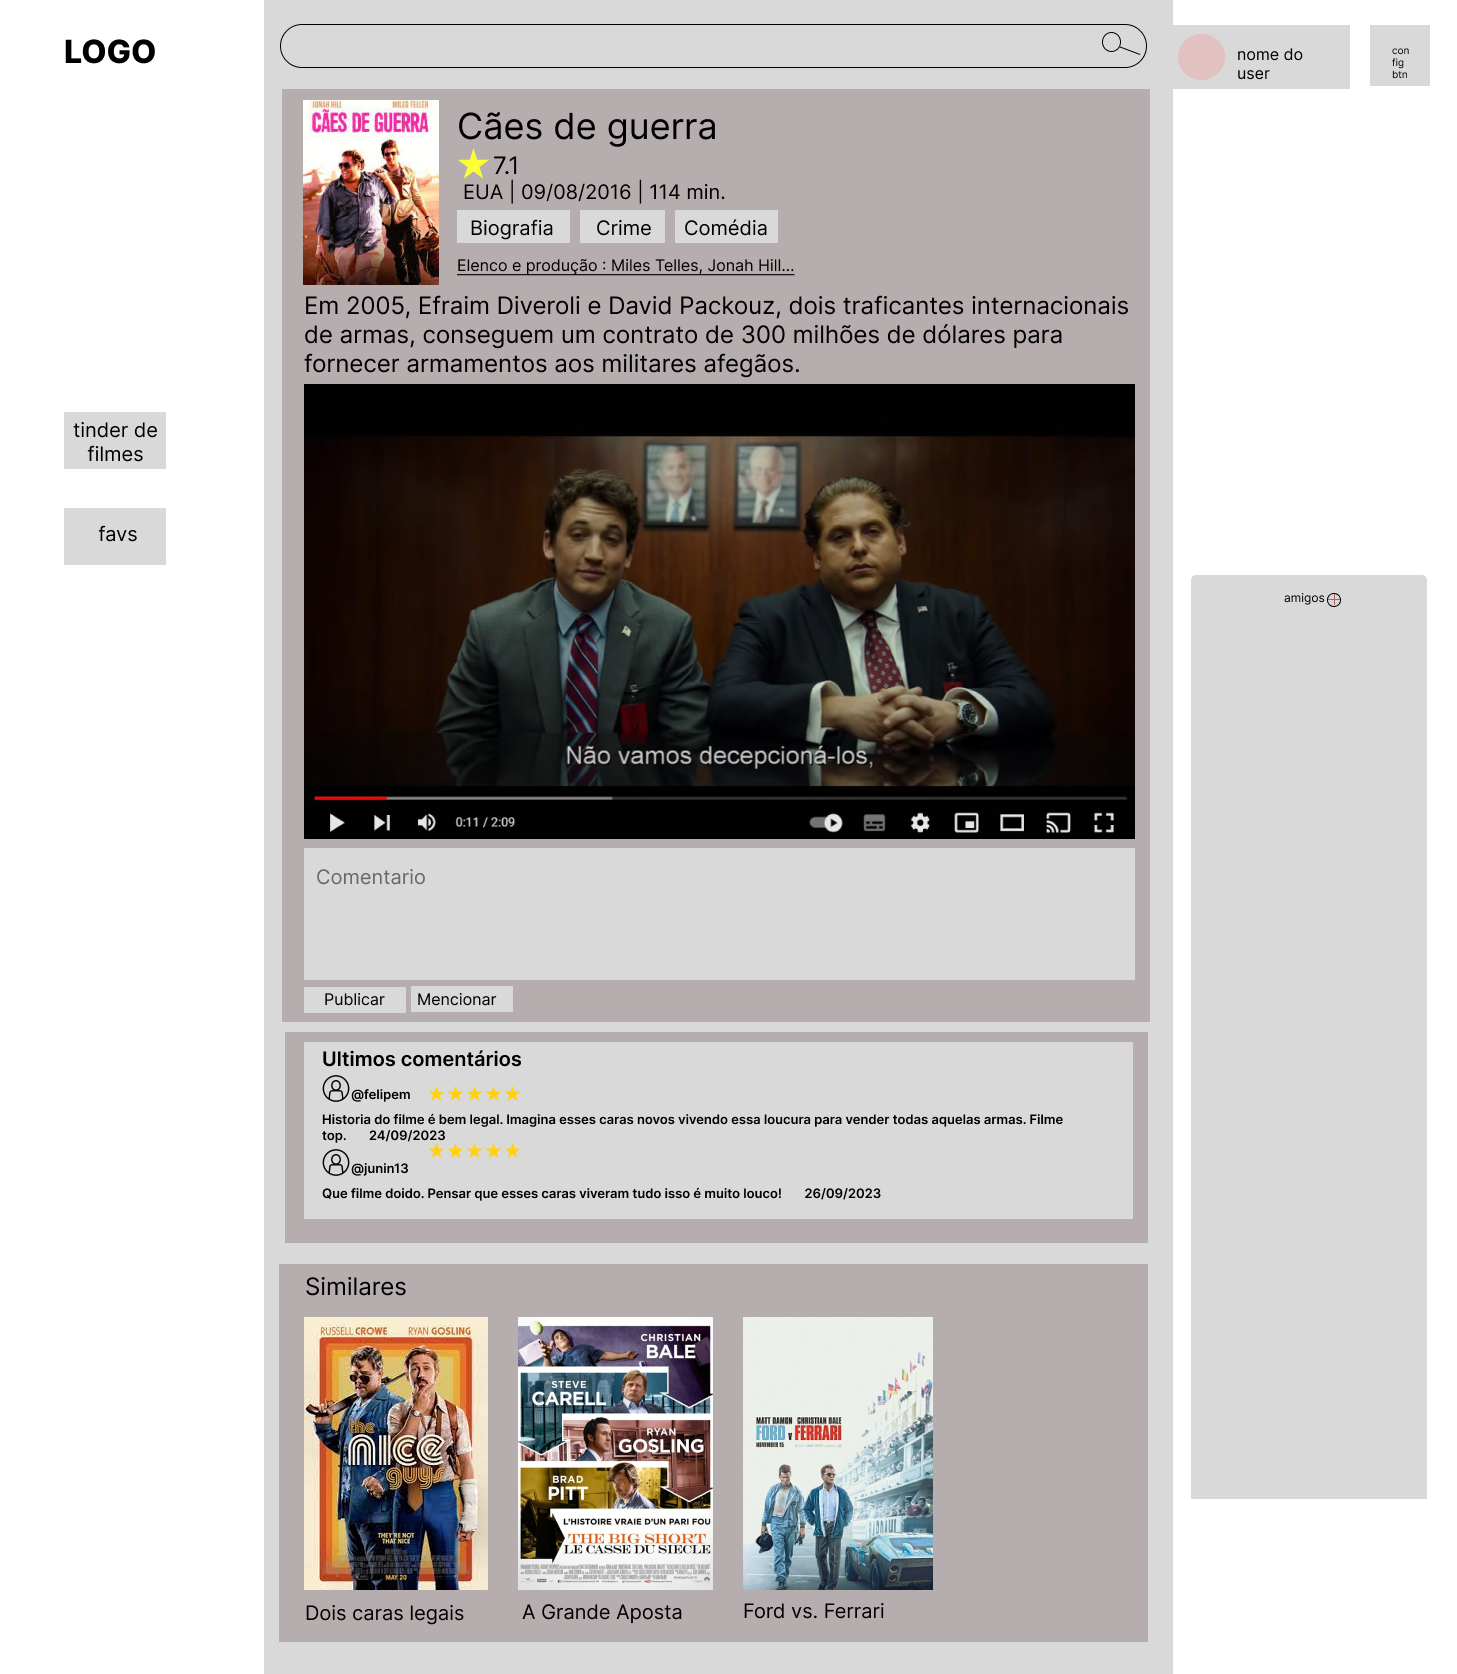 LOGO
nome do
user
con
fig
btn
JONAH HILL MILES TELLER
CÃES DE GUERRA
Cães de guerra
7.1
EUA | 09/08/2016 | 114 min.
Biografia Crime Comédia
Elenco e produção : Miles Telles, Jonah Hill...
Em 2005, Efraim Diveroli e David Packouz, dois traficantes internacionais
de armas, conseguem um contrato de 300 milhões de dólares para
fornecer armamentos aos militares afegãos.
tinder de
filmes
favs
Não vamos decepcioná-los,
0:11 / 2:09
amigos
Comentario
Publicar Mencionar
Ultimos comentários
@felipem
Historia do filme é bem legal. Imagina esses caras novos vivendo essa loucura para vender todas aquelas armas. Filme
top. 24/09/2023
@junin13
Que filme doido. Pensar que esses caras viveram tudo isso é muito louco! 26/09/2023
Similares
RUSSELL CROWE RYAN GOSLING
the
nice
guys
THEY'RE NOT
THAT NICE
MAY 20
CHRISTIAN
BALE
STEVE
CARELL
RYAN
GOSLING
BRAD
PITT
L'HISTOIRE VRAIE D'UN PARI FOU
THE BIG SHORT
LE CASSE DU SIECLE
MATT DAMON CHRISTIAN BALE
FORD v FERRARI
NOVEMBER 15
Dois caras legais
A Grande Aposta
Ford vs. Ferrari